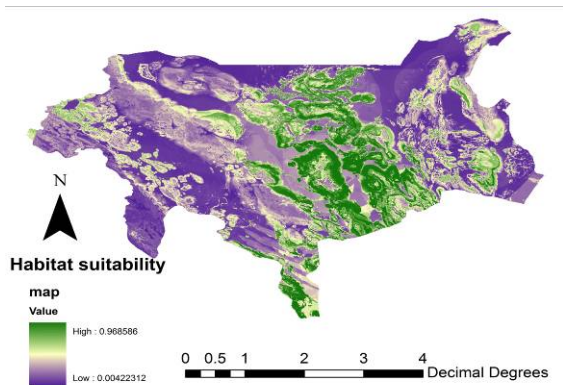 N
Habitat suitability
map
Value
High : 0.968586
Low : 0.00422312
0 0.5 1 2 3 4
Decimal Degrees